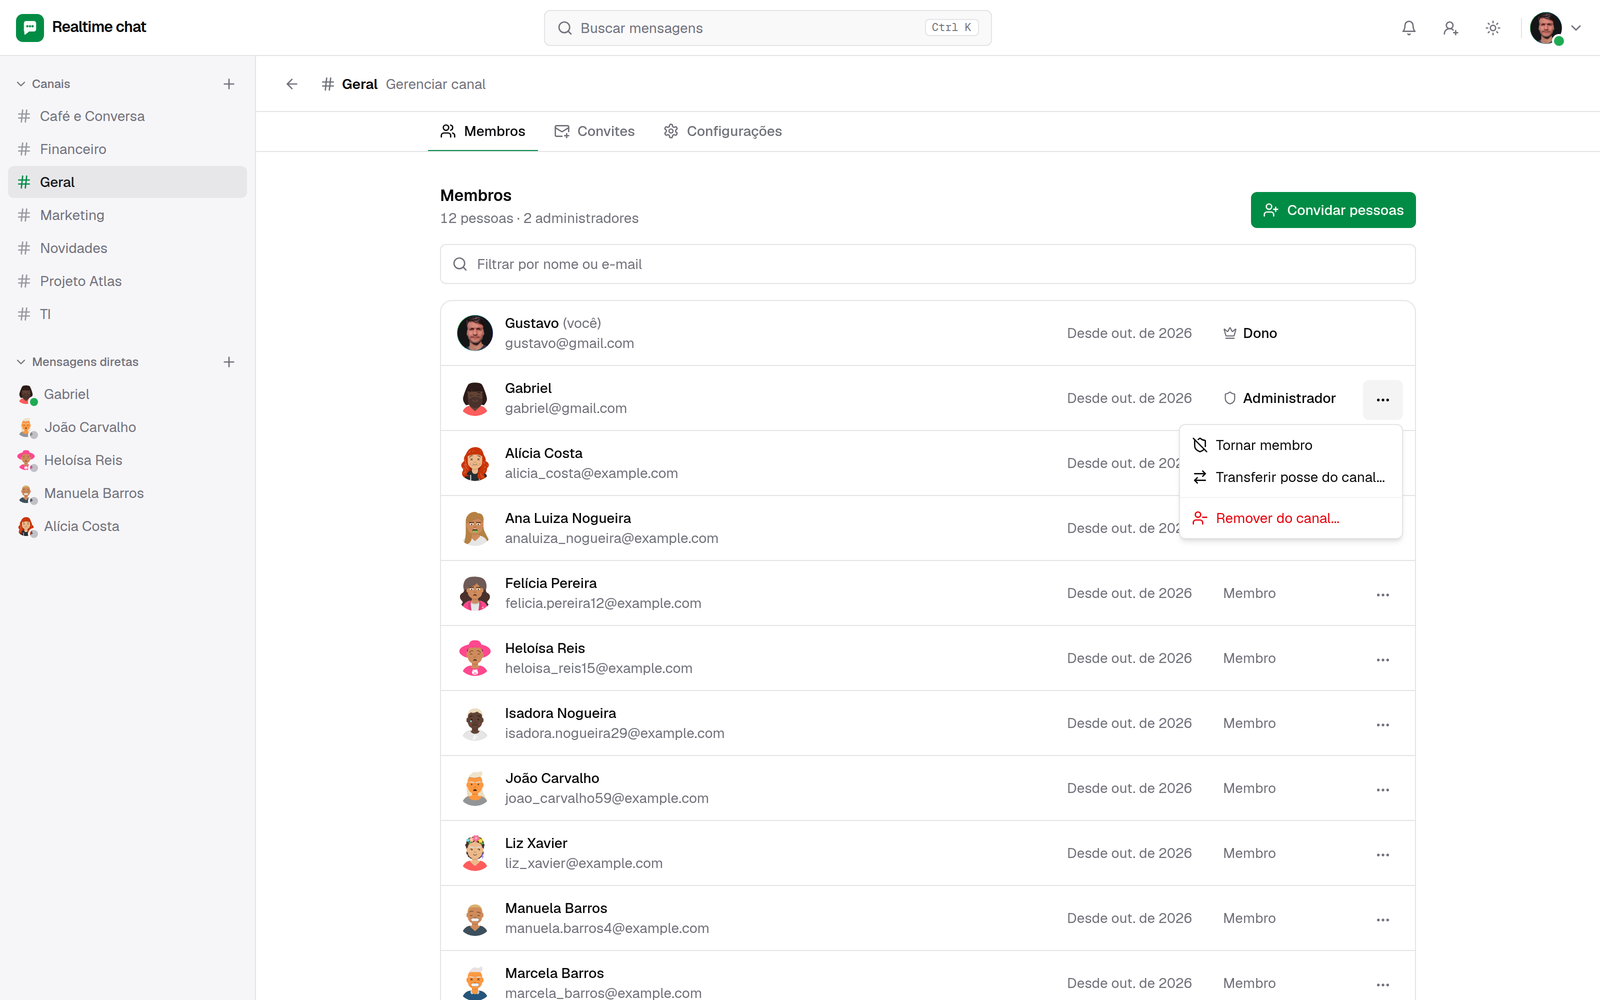 Realtime chat
Buscar mensagens
Ctrl K
Canais
Café e Conversa
Financeiro
Geral
Marketing
Novidades
Projeto Atlas
TI
Mensagens diretas
Gabriel
João Carvalho
Heloísa Reis
Manuela Barros
Alícia Costa
Geral Gerenciar canal
Membros
Convites
Configurações
Membros
12 pessoas · 2 administradores
Convidar pessoas
Filtrar por nome ou e-mail
Gustavo (você)
gustavo@gmail.com
Desde out. de 2026
Dono
Gabriel
gabriel@gmail.com
Desde out. de 2026
Administrador
Tornar membro
Transferir posse do canal...
Remover do canal...
Alícia Costa
alicia_costa@example.com
Desde out. de
Ana Luiza Nogueira
analuiza_nogueira@example.com
Desde out. de
Felícia Pereira
felicia.pereira12@example.com
Desde out. de 2026
Membro
Heloísa Reis
heloisa_reis15@example.com
Desde out. de 2026
Membro
Isadora Nogueira
isadora.nogueira29@example.com
Desde out. de 2026
Membro
João Carvalho
joao_carvalho59@example.com
Desde out. de 2026
Membro
Liz Xavier
liz_xavier@example.com
Desde out. de 2026
Membro
Manuela Barros
manuela.barros4@example.com
Desde out. de 2026
Membro
Marcela Barros
marcela_barros@example.com
Desde out. de 2026
Membro